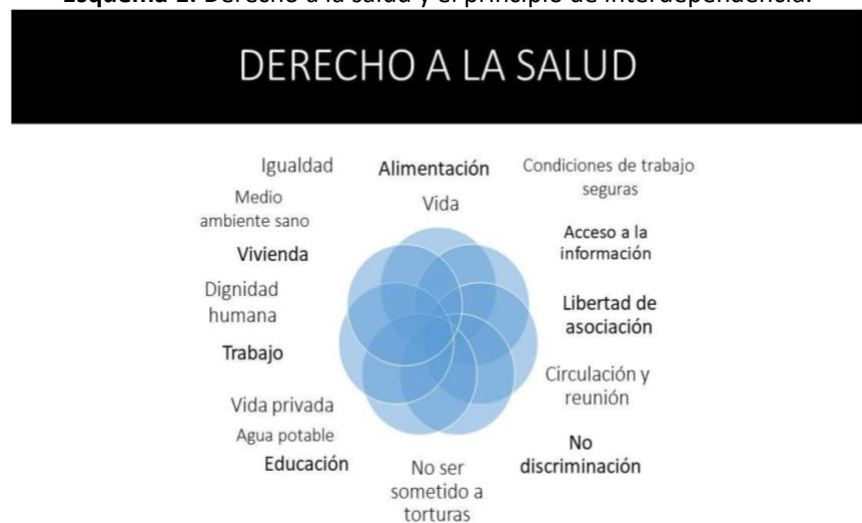 Esquema 1. Derecho a la salud y el principio de interdependencia.
DERECHO A LA SALUD
Igualdad
Alimentación
Condiciones de trabajo
seguras
Medio
ambiente sano
Vida
Acceso a la
información
Vivienda
Dignidad
humana
Libertad de
asociación
Trabajo
Circulación y
reunión
Vida privada
Agua potable
Educación
No ser
sometido a
torturas
No
discriminación